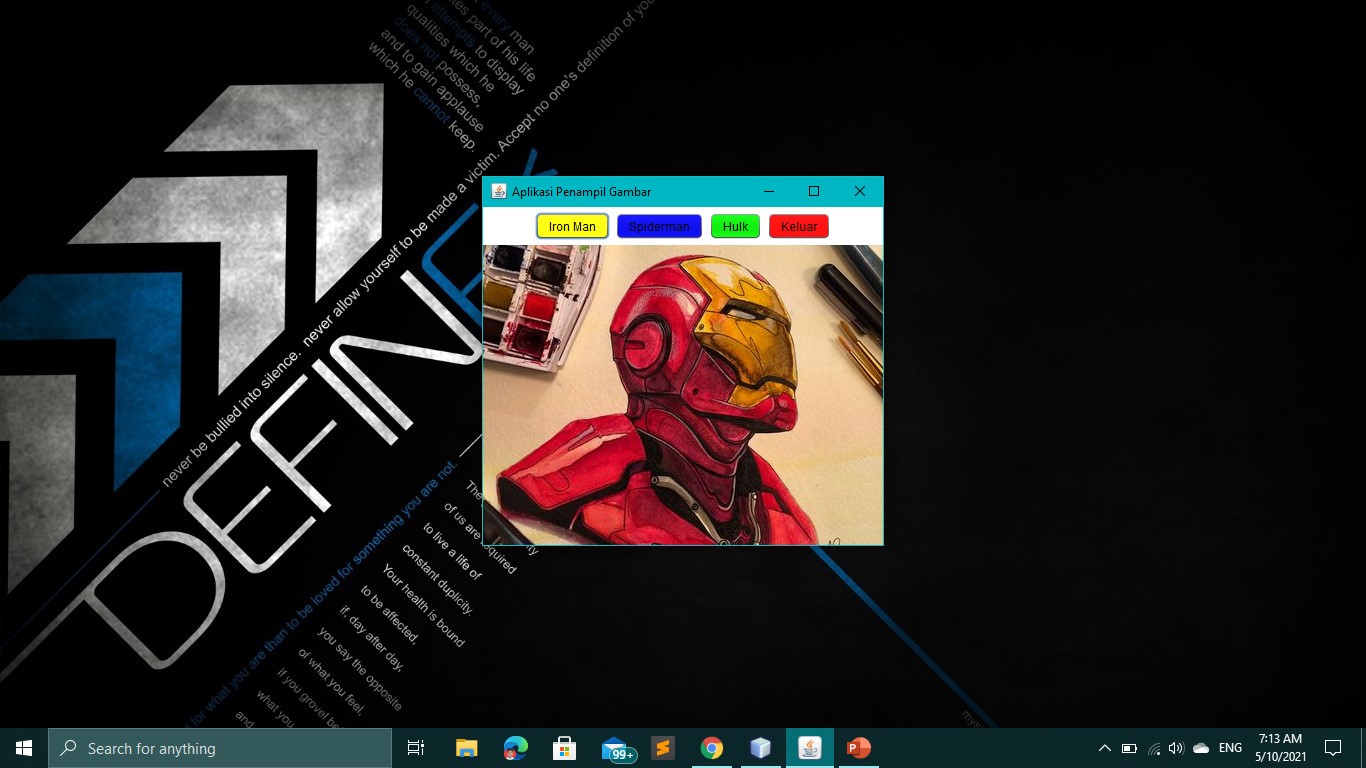 every man
tes part of his life
attempts to display
qualities which he
does not possess,
and to gain applause
which he cannot keep.
never be bullied into silence. never allow yourself to be made a victim. Accept no one's definition of
DEFINE
for what you are than to be loved for something you are not.
The
of us are
quired
to live a life of
constant duplicity.
Your health is bound
to be affected,
if, day after day,
you say the opposite
of what you feel,
if you grovel
what you
and
Aplikasi Penampil Gambar
Iron Man
Spiderman
Hulk
Keluar
Search for anything
99+
ENG
7:13 AM
5/10/2021